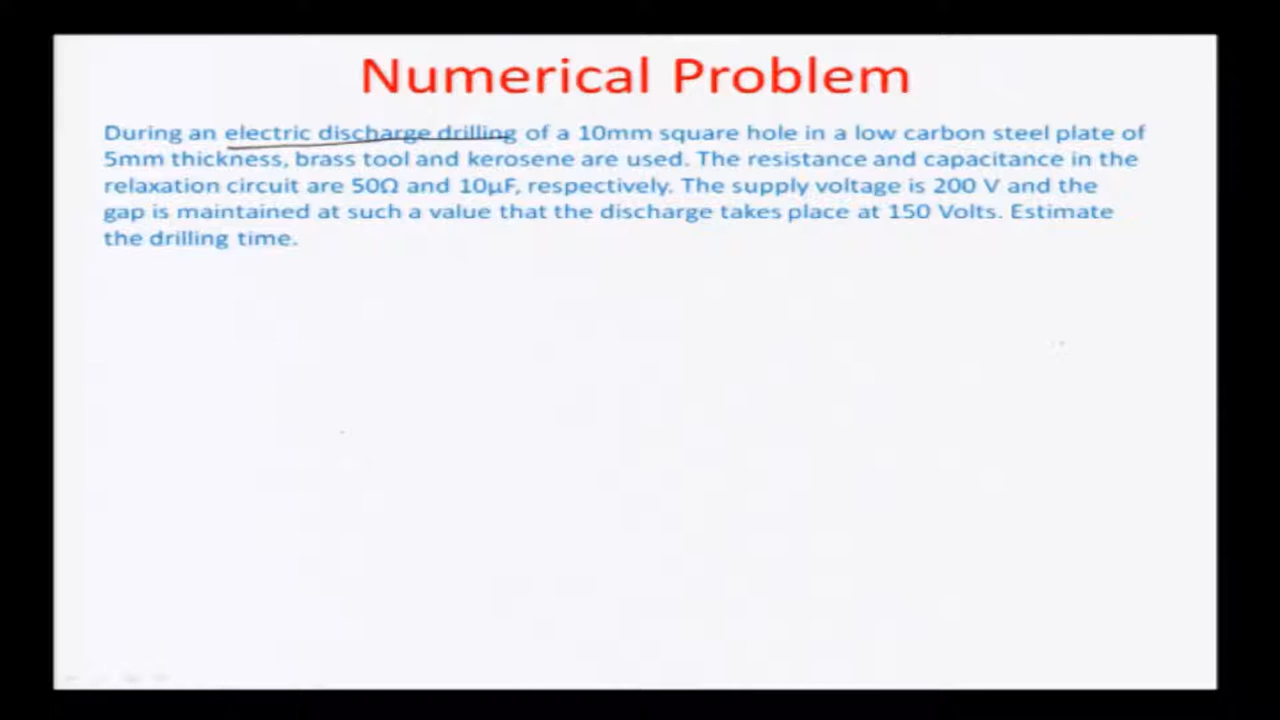 Numerical Problem
During an electric discharge drilling of a 10mm square hole in a low carbon steel plate of
5mm thickness, brass tool and kerosene are used. The resistance and capacitance in the
relaxation circuit are 50Ω and 10µF, respectively. The supply voltage is 200 V and the
gap is maintained at such a value that the discharge takes place at 150 Volts. Estimate
the drilling time.